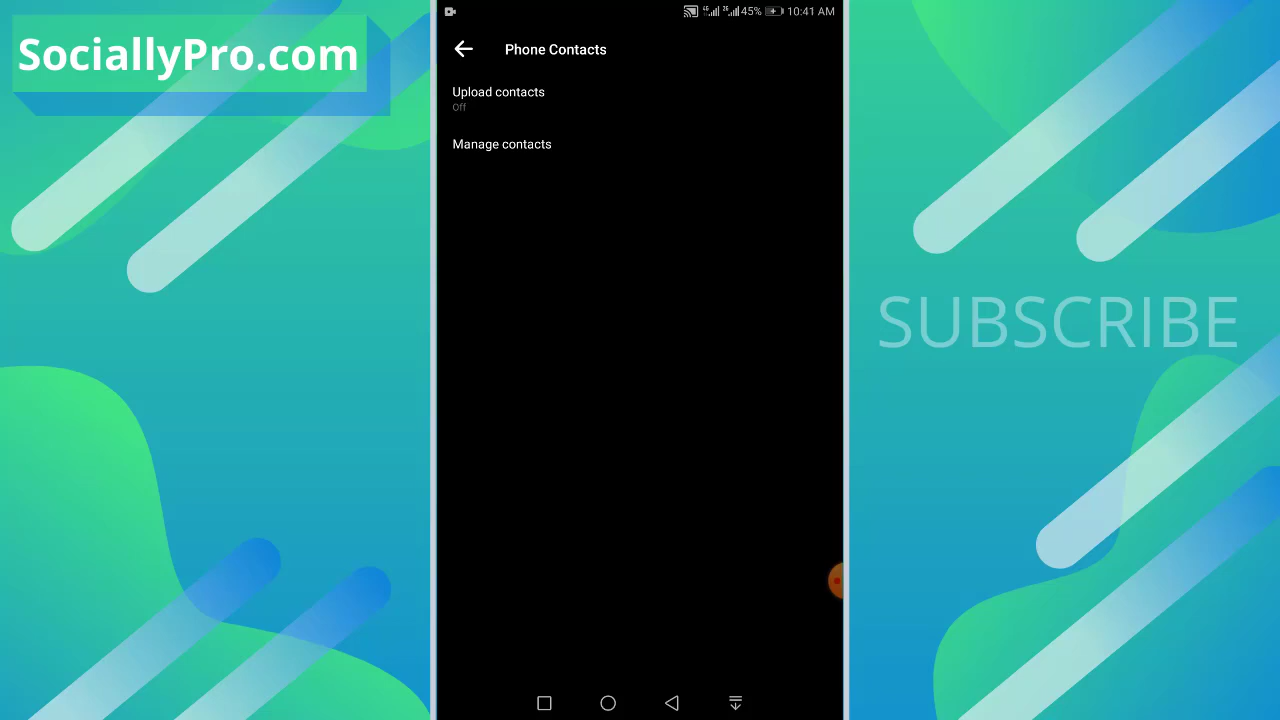 SociallyPro.com
45% 10:41 AM
Phone Contacts
Upload contacts
Off
Manage contacts
SUBSCRIBE